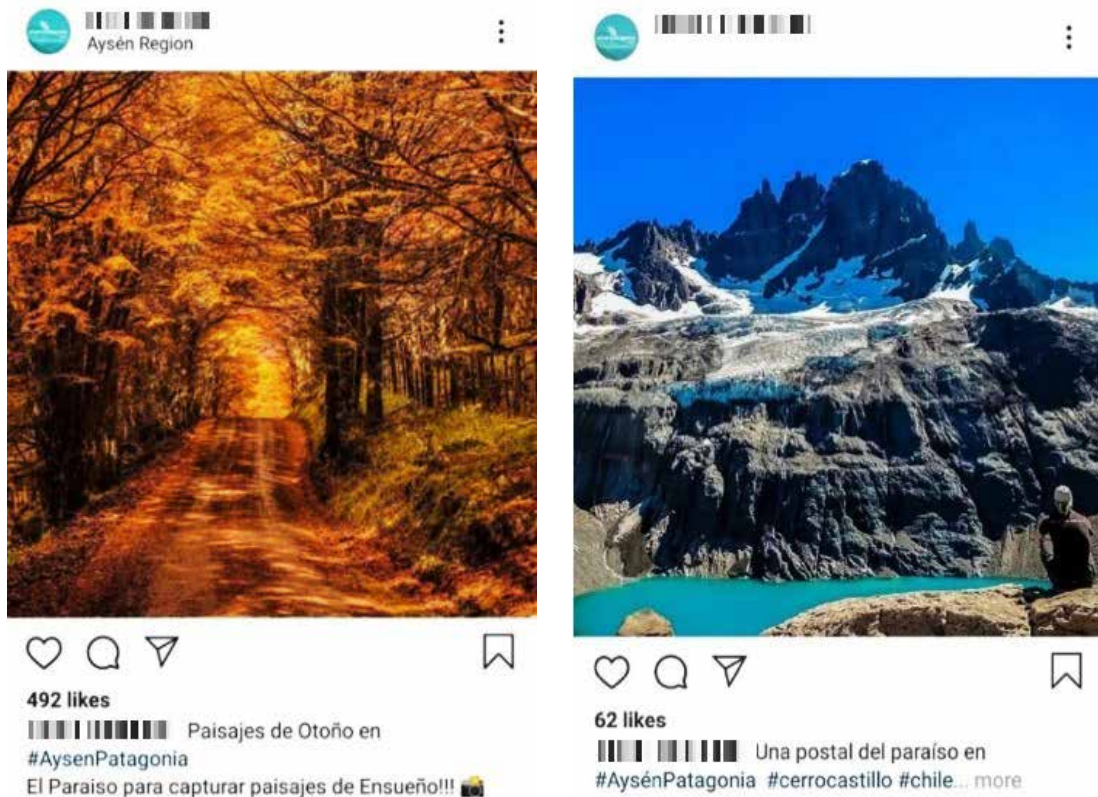 Aysén Region
492 likes
Paisajes de Otoño en
#AysenPatagonia
El Paraiso para capturar paisajes de Ensueño!!!
62 likes
Una postal del paraíso en
#AysénPatagonia #cerrocastillo #chile... more